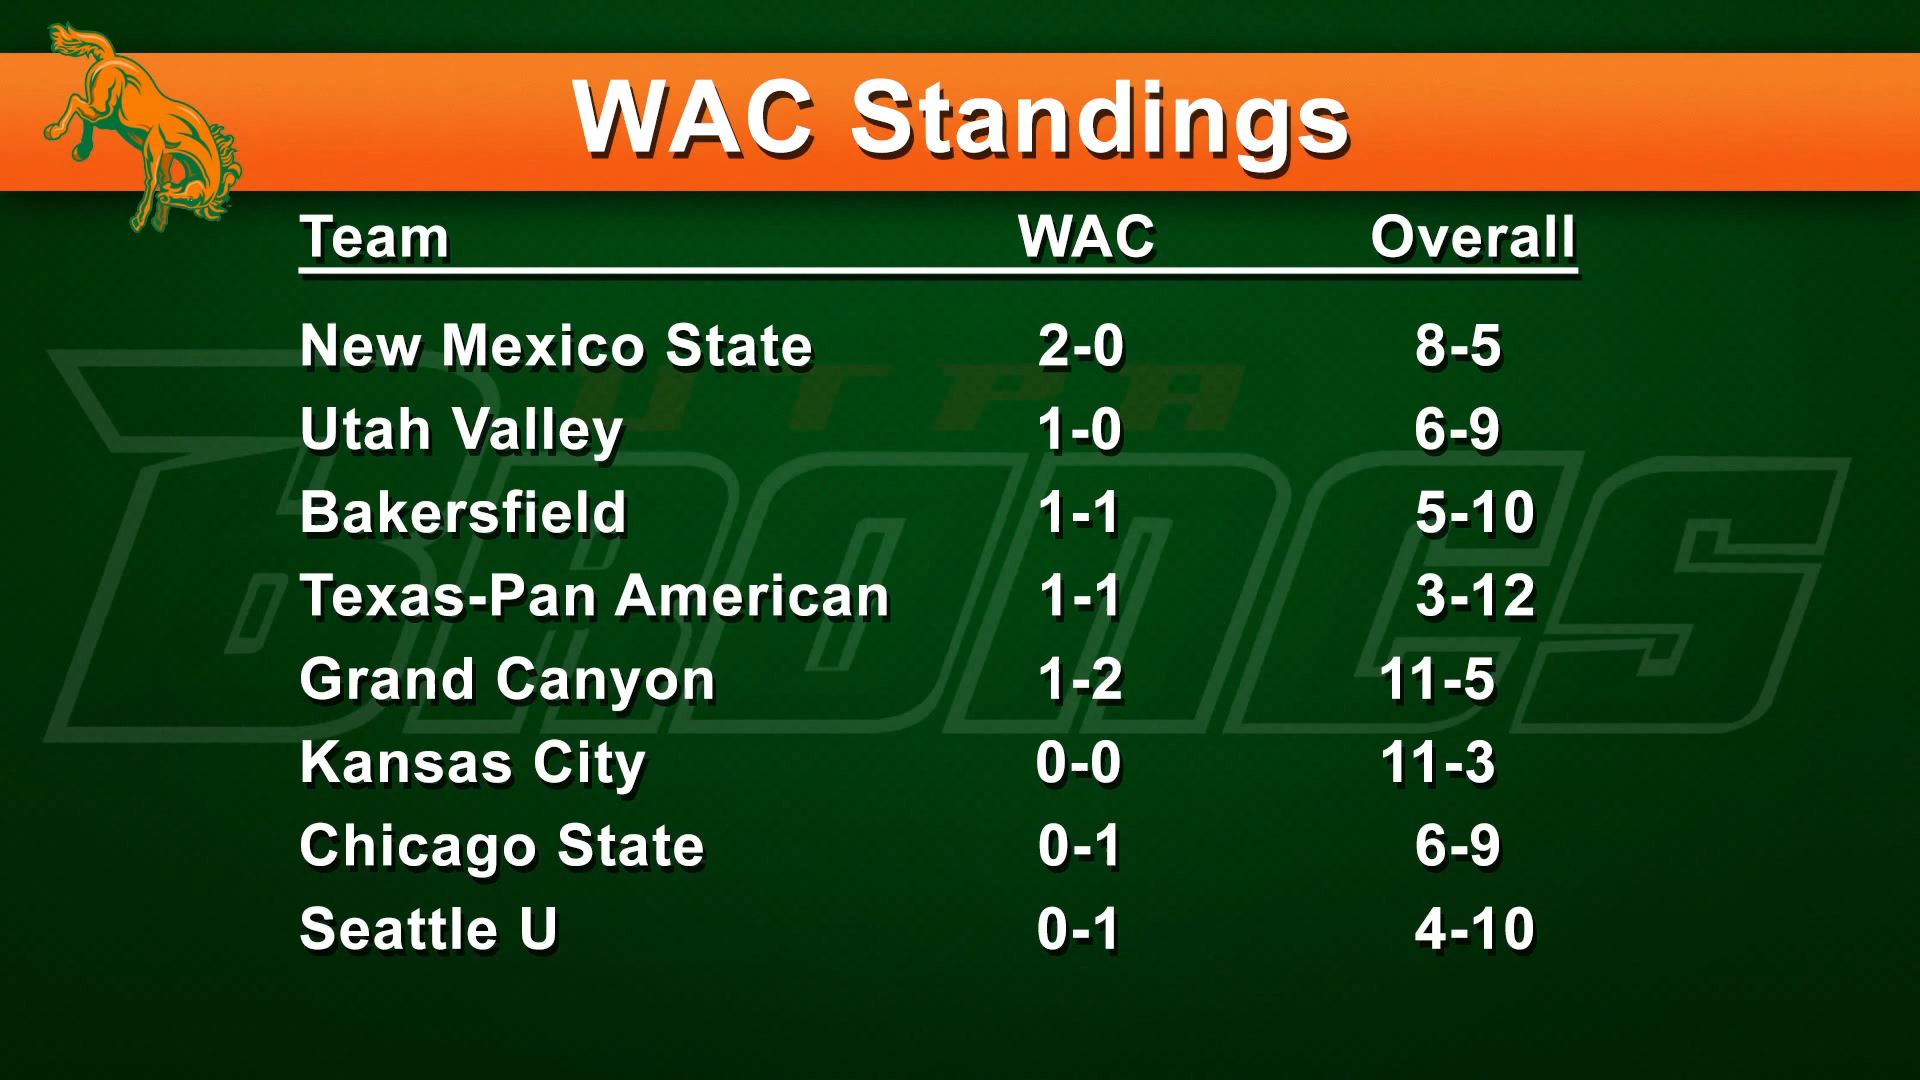 WAC Standings
Team WAC Overall
New Mexico State 2-0 8-5
Utah Valley 1-0 6-9
Bakersfield 1-1 5-10
Texas-Pan American 1-1 3-12
Grand Canyon 1-2 11-5
Kansas City 0-0 11-3
Chicago State 0-1 6-9
Seattle U 0-1 4-10
UTPA
BRONCS